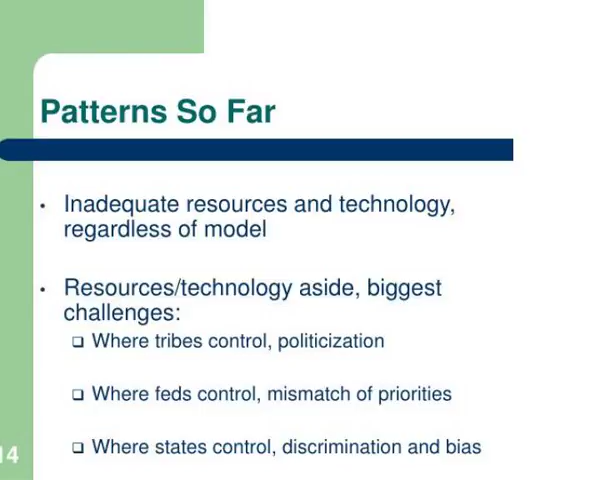 Patterns So Far
• Inadequate resources and technology,
regardless of model
• Resources/technology aside, biggest
challenges:
❑ Where tribes control, politicization
❑ Where feds control, mismatch of priorities
❑ Where states control, discrimination and bias
14